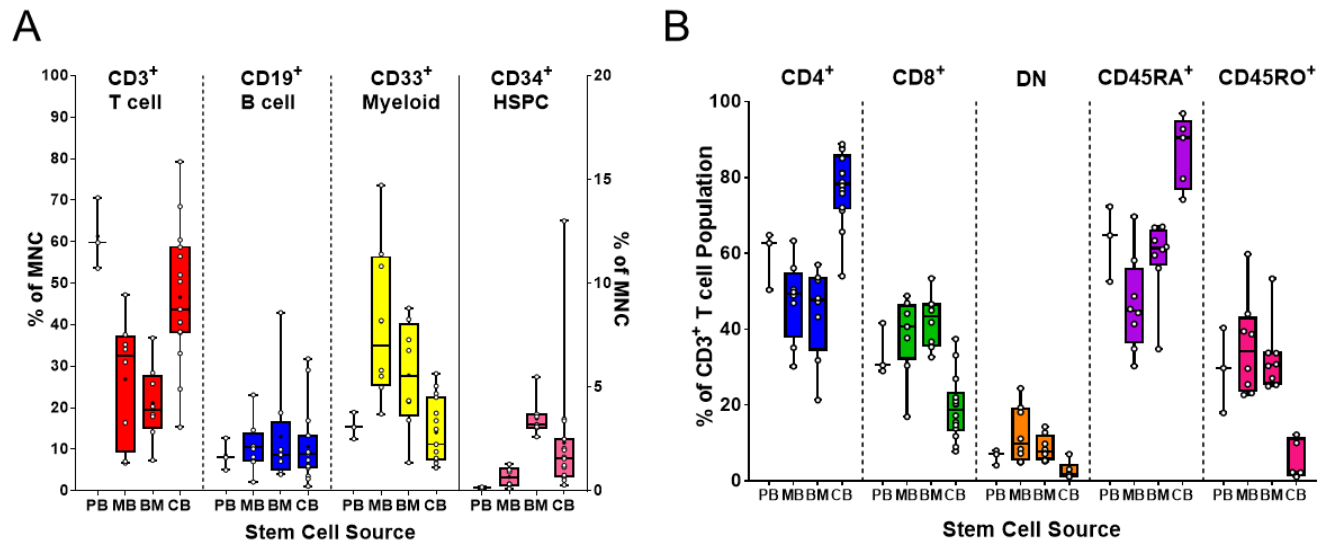 A
CD3+ CD19+ CD33+ CD34+
T cell B cell Myeloid HSPC
100
90
80
70
60
50
40
30
20
10
0
% of MNC
20
15
10
5
0
% of MNC
PB MB BM CB PB MB BM CB PB MB BM CB PB MB BM CB
Stem Cell Source
B
CD4+ CD8+ DN CD45RA+ CD45RO+
100
80
60
40
20
0
% of CD3+ T cell Population
PB MB BM CB PB MB BM CB PB MB BM CB PB MB BM CB PB MB BM CB
Stem Cell Source